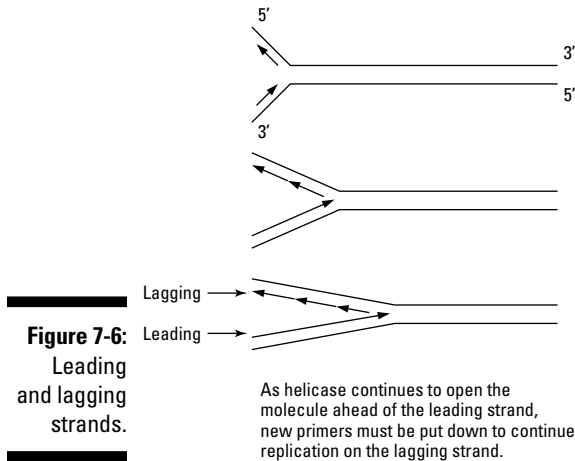 5′
3′
5′
3′
Lagging
Leading
Figure 7-6:
Leading
and lagging
strands.
As helicase continues to open the
molecule ahead of the leading strand,
new primers must be put down to continue
replication on the lagging strand.